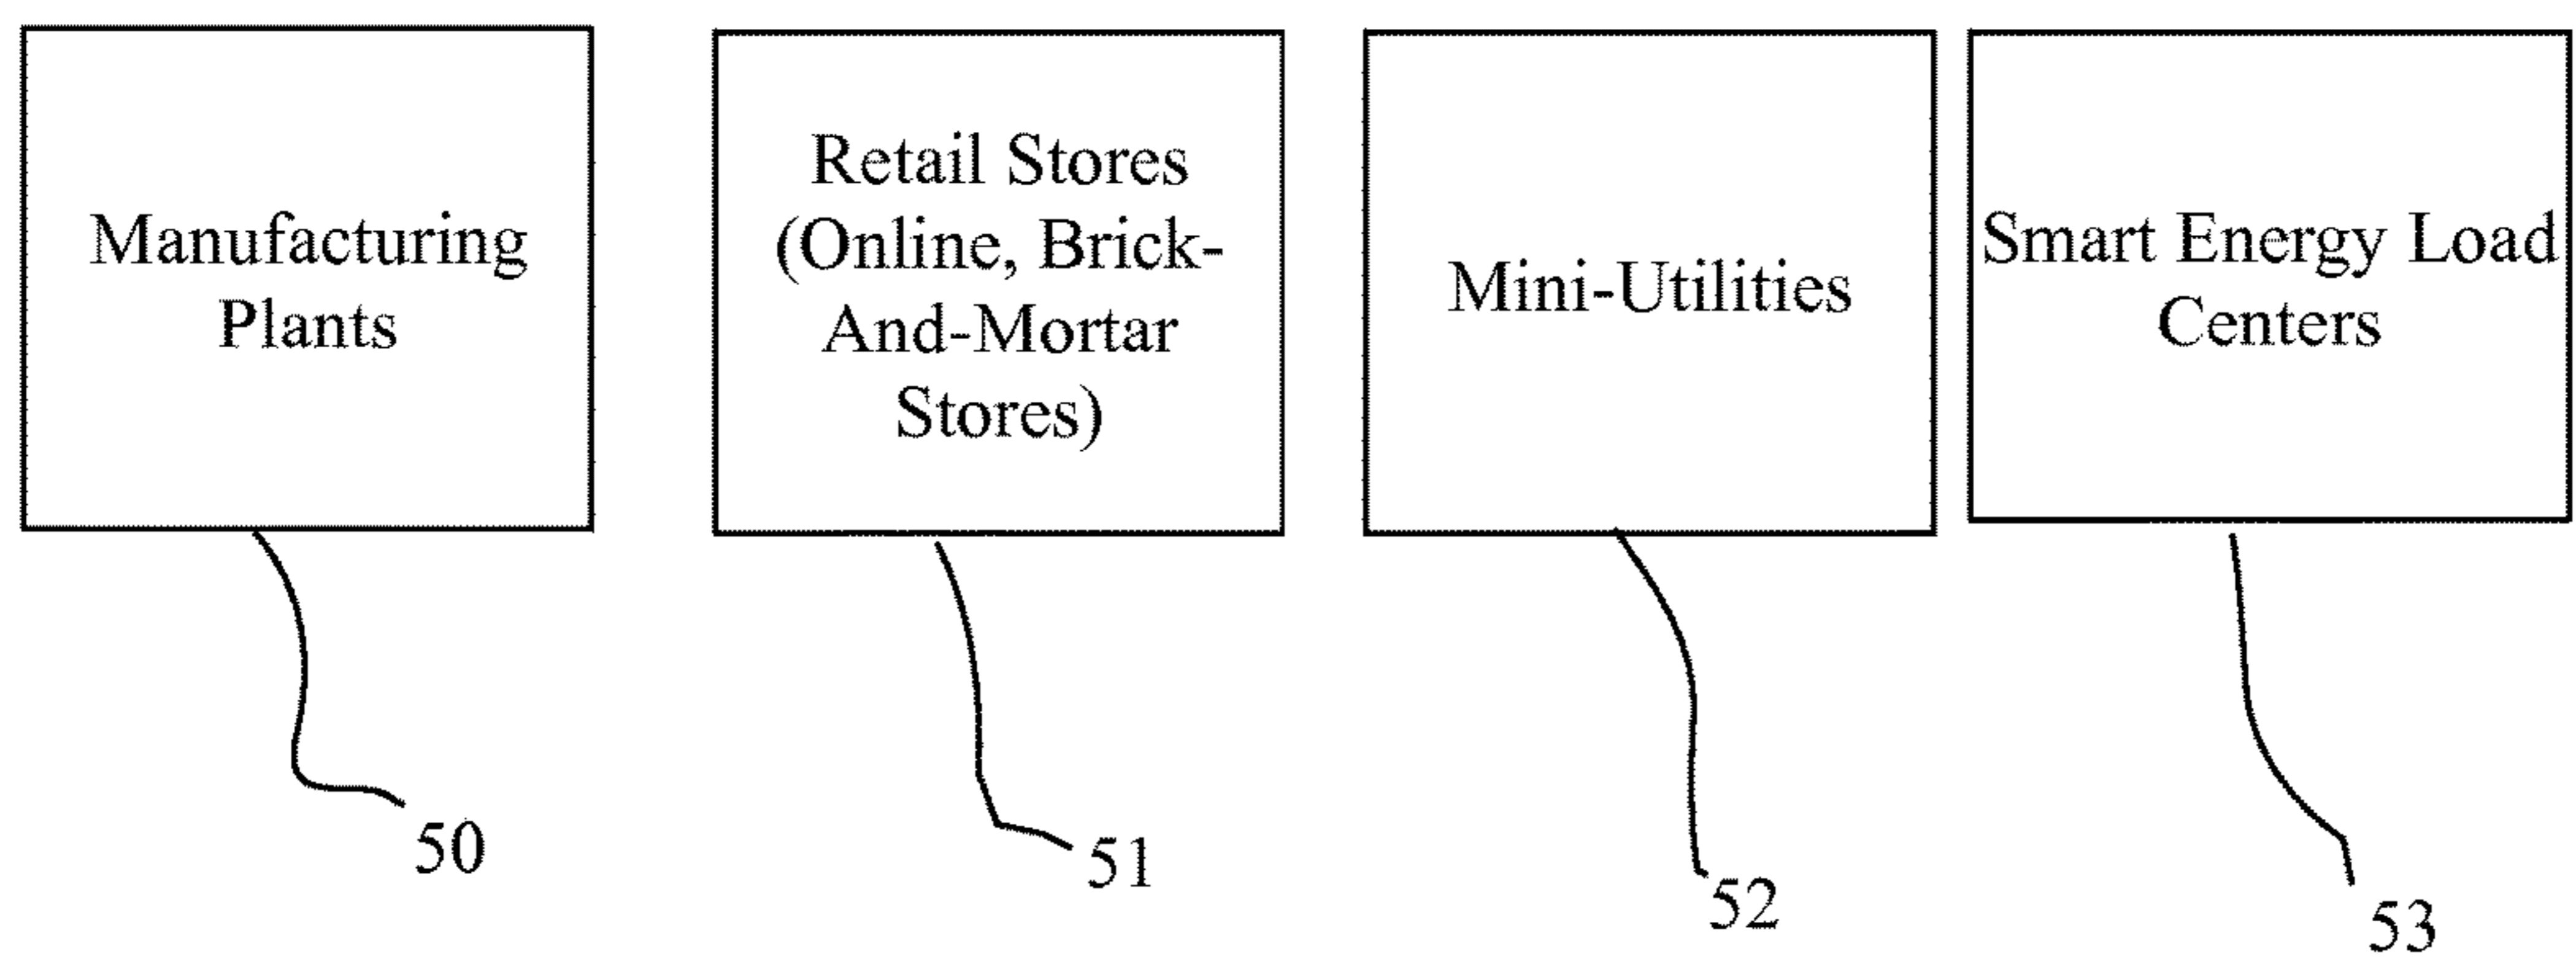 Manufacturing
Plants
Retail Stores
(Online, Brick-
And-Mortar
Stores)
Mini-Utilities
Smart Energy Load
Centers
50
51
52
53